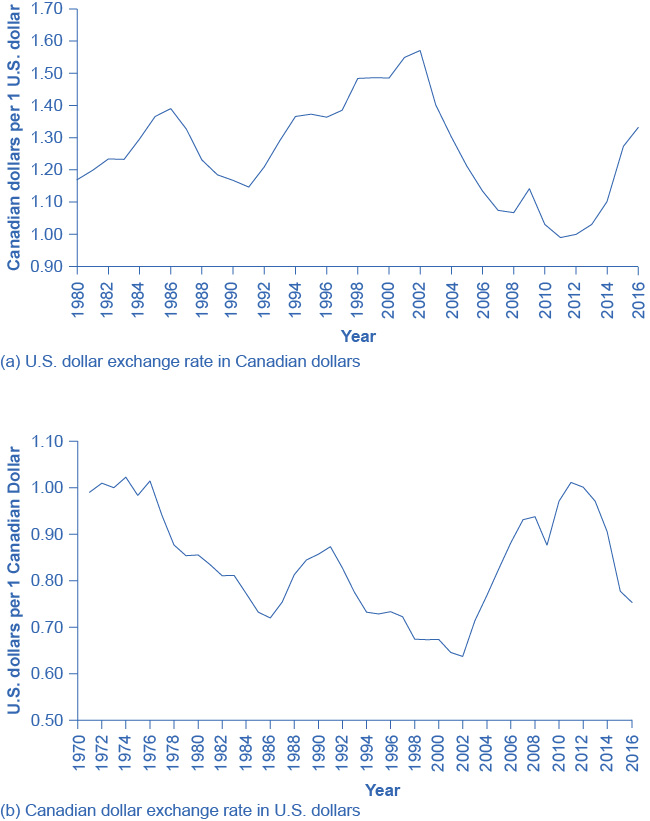 Canadian dollars per 1 U.S. dollar
1.70
1.60
1.50
1.40
1.30
1.20
1.10
1.00
0.90
1980 1982 1984 1986 1988 1990 1992 1994 1996 1998 2000 2002 2004 2006 2008 2010 2012 2014 2016
Year
(a) U.S. dollar exchange rate in Canadian dollars
U.S. dollars per 1 Canadian Dollar
1.10
1.00
0.90
0.80
0.70
0.60
0.50
1970 1972 1974 1976 1978 1980 1982 1984 1986 1988 1990 1992 1994 1996 1998 2000 2002 2004 2006 2008 2010 2012 2014 2016
Year
(b) Canadian dollar exchange rate in U.S. dollars